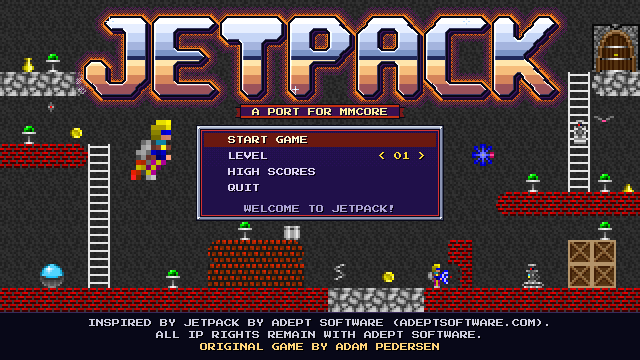 JETPACK
A PORT FOR MMCORE
START GAME
LEVEL < 01 >
HIGH SCORES
QUIT
WELCOME TO JETPACK!
INSPIRED BY JETPACK BY ADEPT SOFTWARE (ADEPTSOFTWARE.COM).
ALL IP RIGHTS REMAIN WITH ADEPT SOFTWARE.
ORIGINAL GAME BY ADAM PEDERSEN